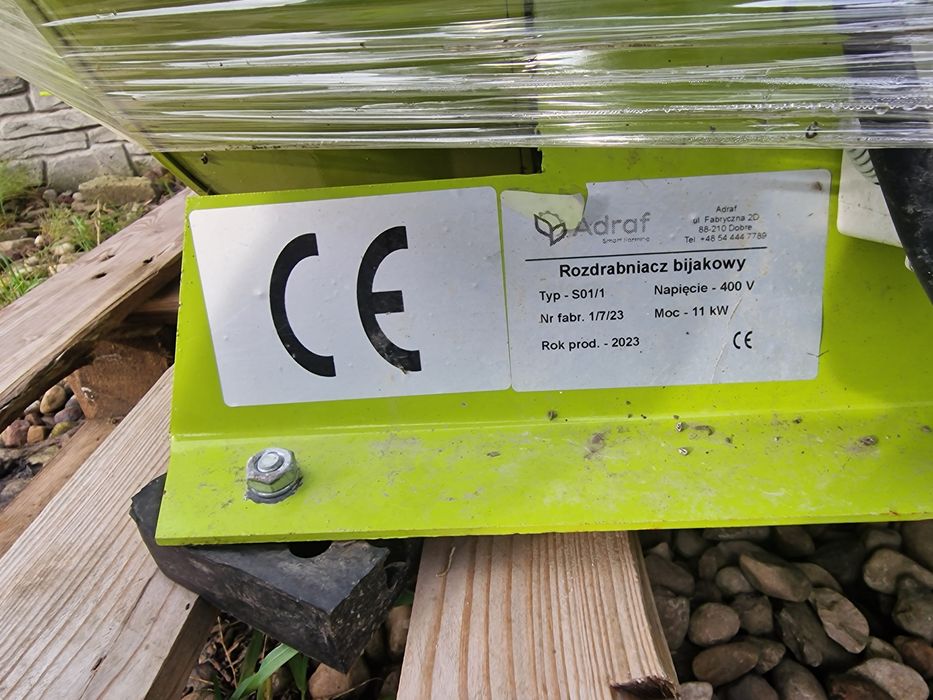 CE
Adraf
Smart Farming
Adraf
ul. Fabryczna 2D
88-210 Dobre
Tel. +48 54 444 7789
Rozdrabniacz bijakowy
Typ - S01/1
Napięcie - 400 V
Nr fabr. 1/7/23
Moc - 11 kW
Rok prod. - 2023
CE